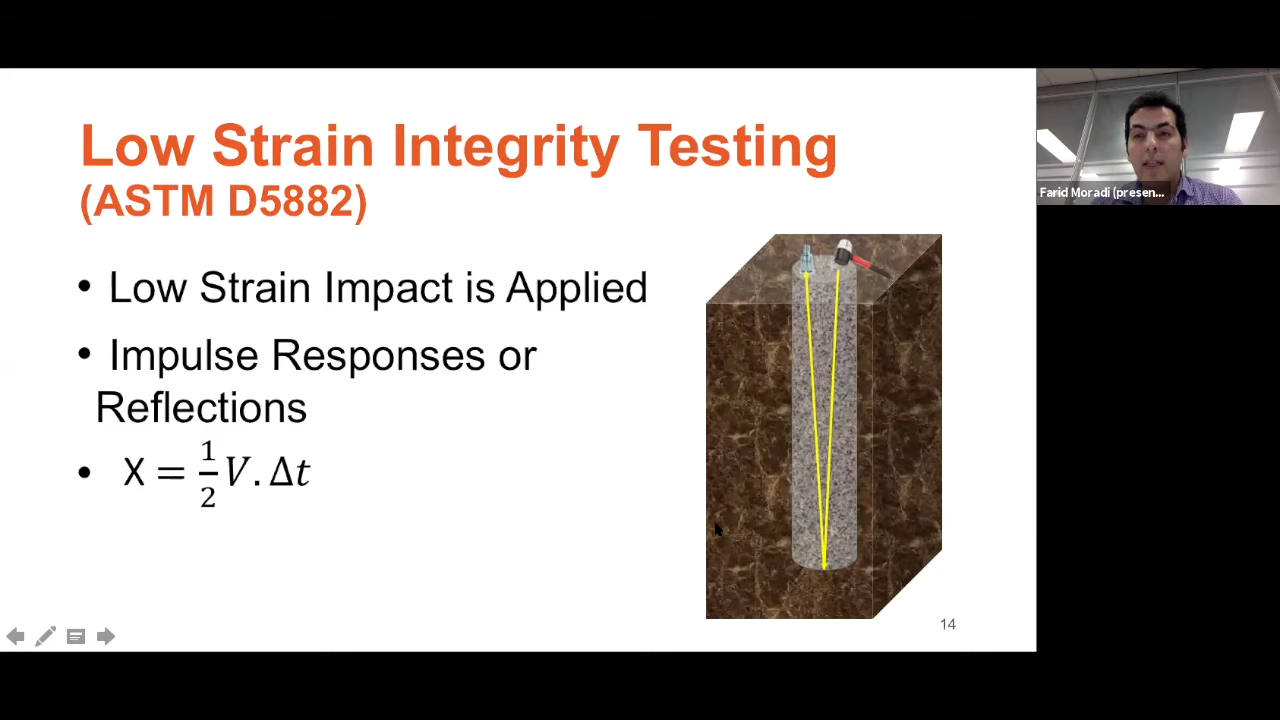 Low Strain Integrity Testing
(ASTM D5882)
• Low Strain Impact is Applied
• Impulse Responses or
Reflections
• X = 1/2 V. Δt
14
Farid Moradi (presen...